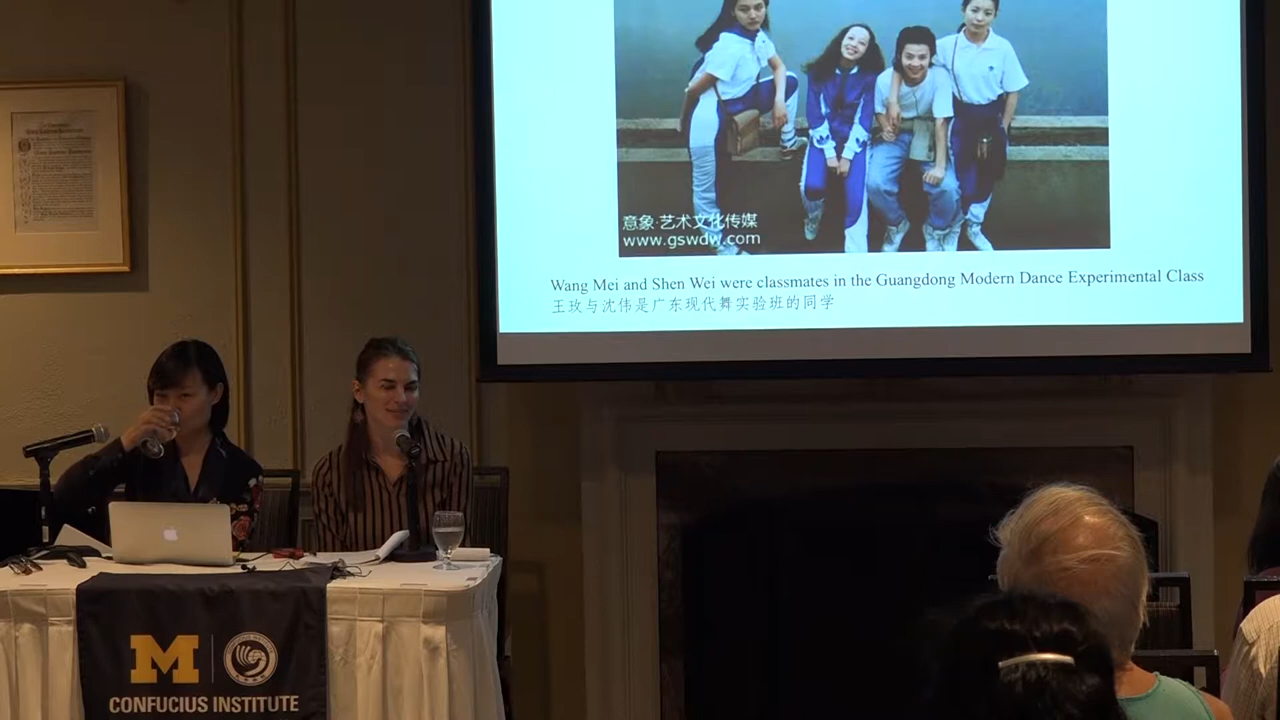 意象·艺术文化传媒
www.gswdw.com
Wang Mei and Shen Wei were classmates in the Guangdong Modern Dance Experimental Class
王玫与沈伟是广东现代舞实验班的同学
M
CONFUCIUS INSTITUTE